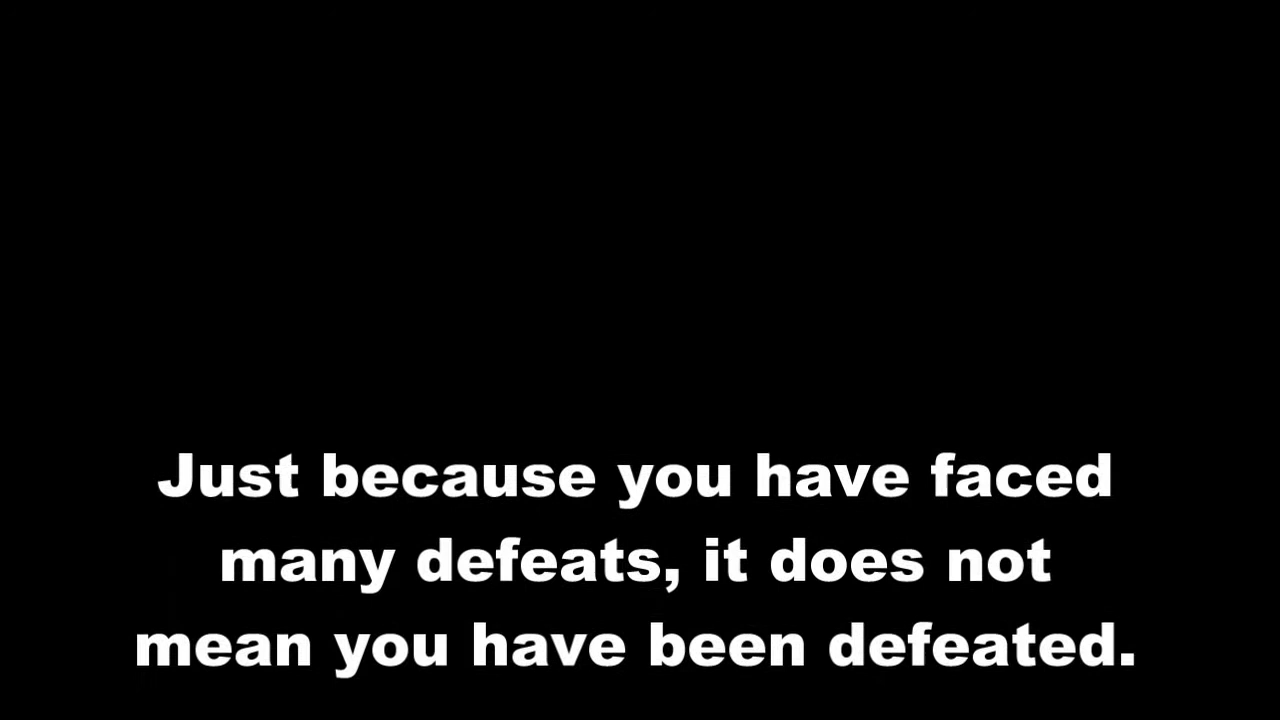 Just because you have faced
many defeats, it does not
mean you have been defeated.